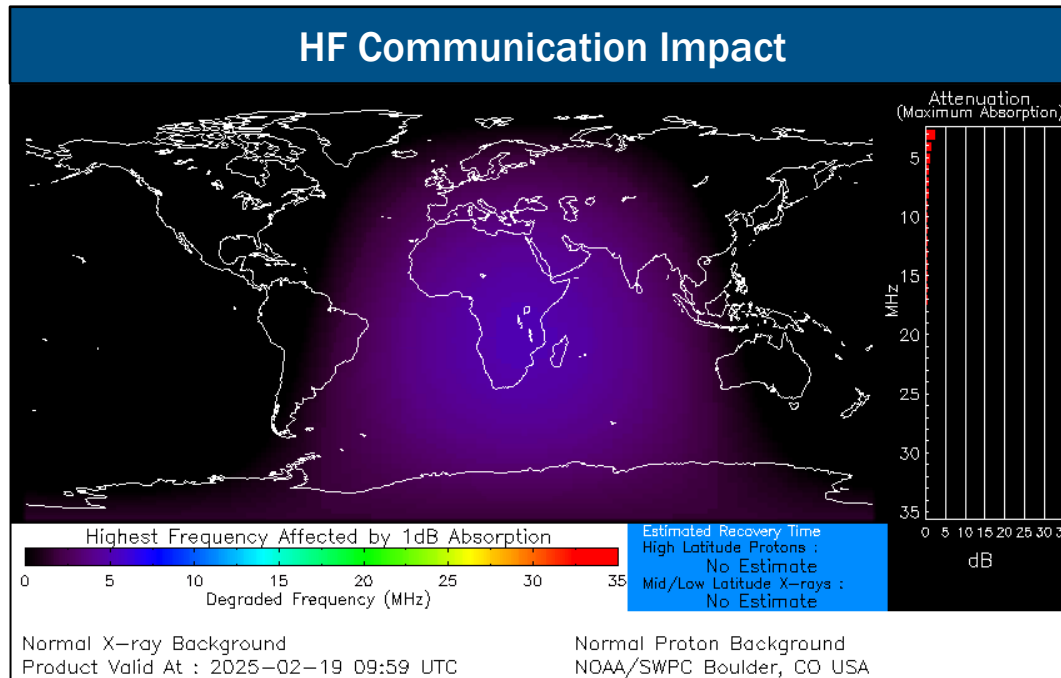 HF Communication Impact
Attenuation
(Maximum Absorption)
5
10
15
20
25
30
35
MHz
0 5 10 15 20 25 30
dB
Highest Frequency Affected by 1dB Absorption
0 5 10 15 20 25 30 35
Degraded Frequency (MHz)
Estimated Recovery Time
High Latitude Protons :
No Estimate
Mid/Low Latitude X-rays :
No Estimate
Normal X-ray Background
Product Valid At : 2025-02-19 09:59 UTC
Normal Proton Background
NOAA/SWPC Boulder, CO USA